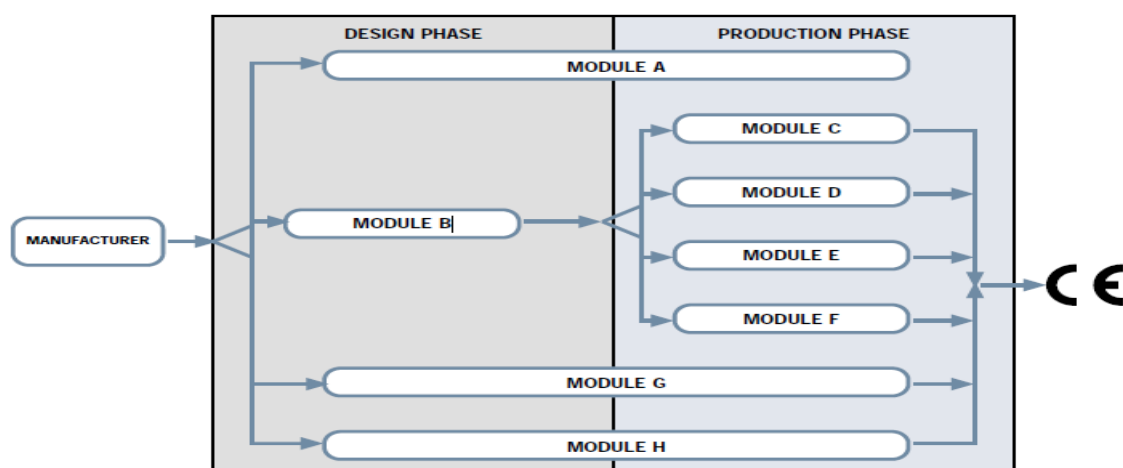 DESIGN PHASE
PRODUCTION PHASE
MODULE A
MODULE C
MODULE D
MANUFACTURER
MODULE B
MODULE E
CE
MODULE F
MODULE G
MODULE H